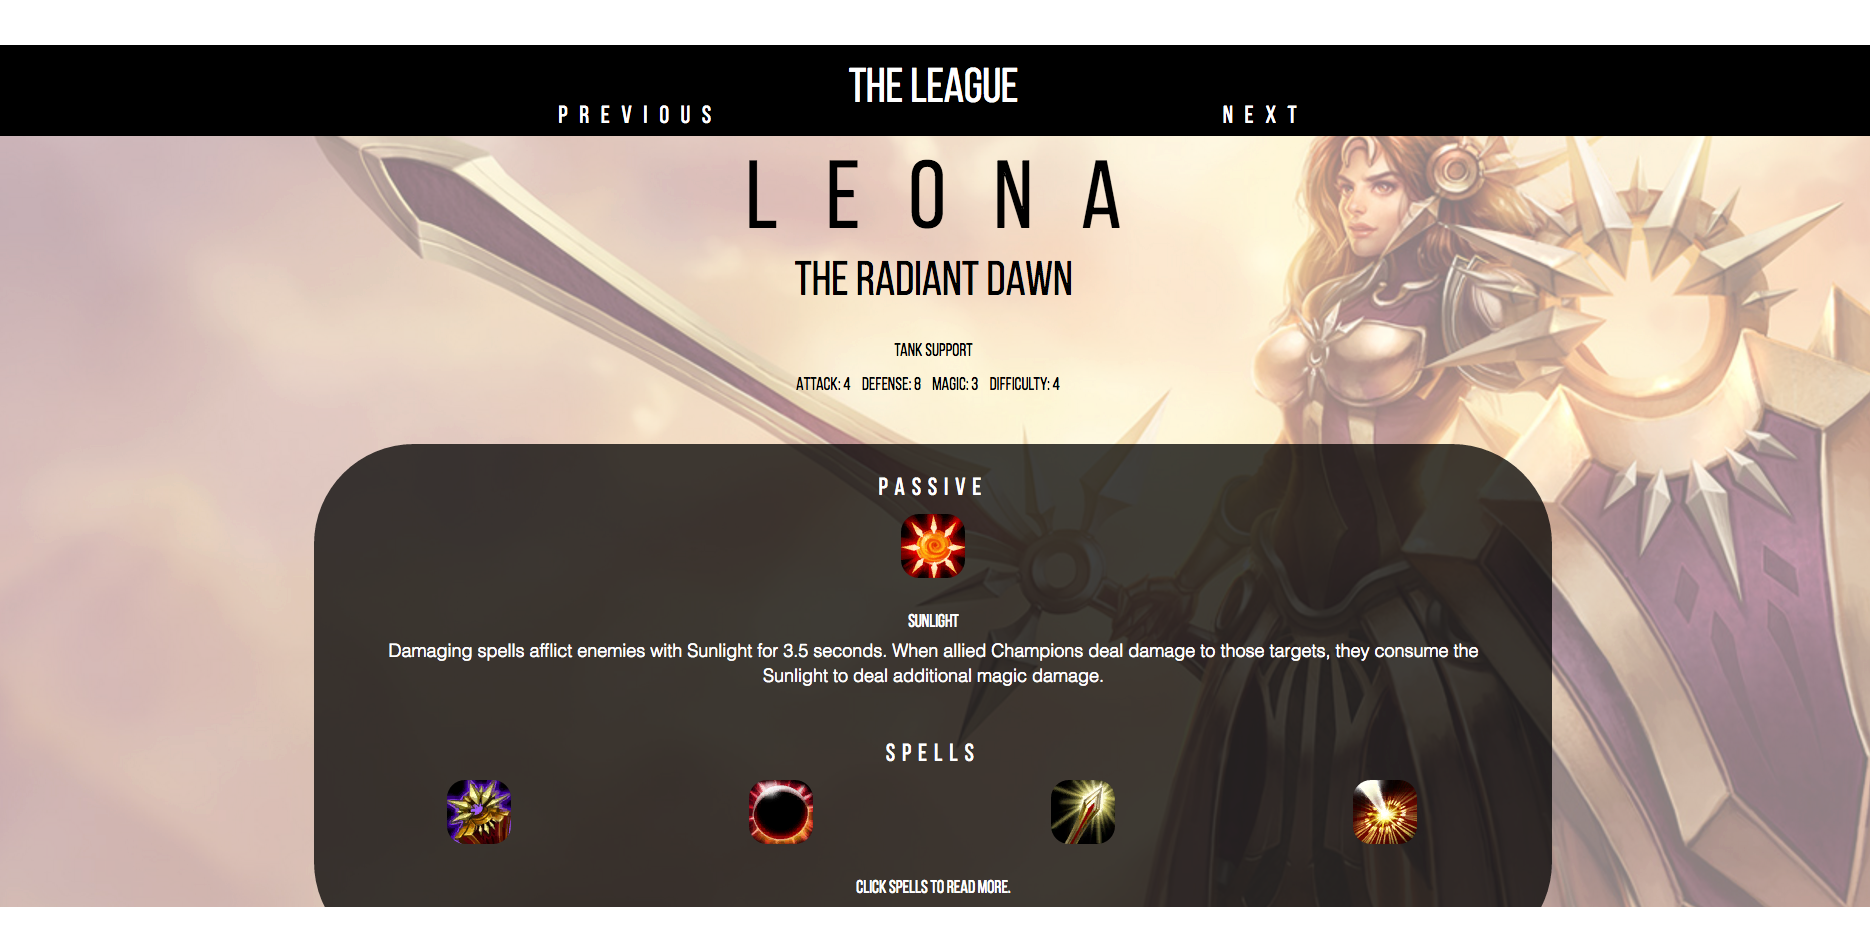 THE LEAGUE
PREVIOUS NEXT
LEONA
THE RADIANT DAWN
TANK SUPPORT
ATTACK: 4 DEFENSE: 8 MAGIC: 3 DIFFICULTY: 4
PASSIVE
SUNLIGHT
Damaging spells afflict enemies with Sunlight for 3.5 seconds. When allied Champions deal damage to those targets, they consume the
Sunlight to deal additional magic damage.
SPELLS
CLICK SPELLS TO READ MORE.